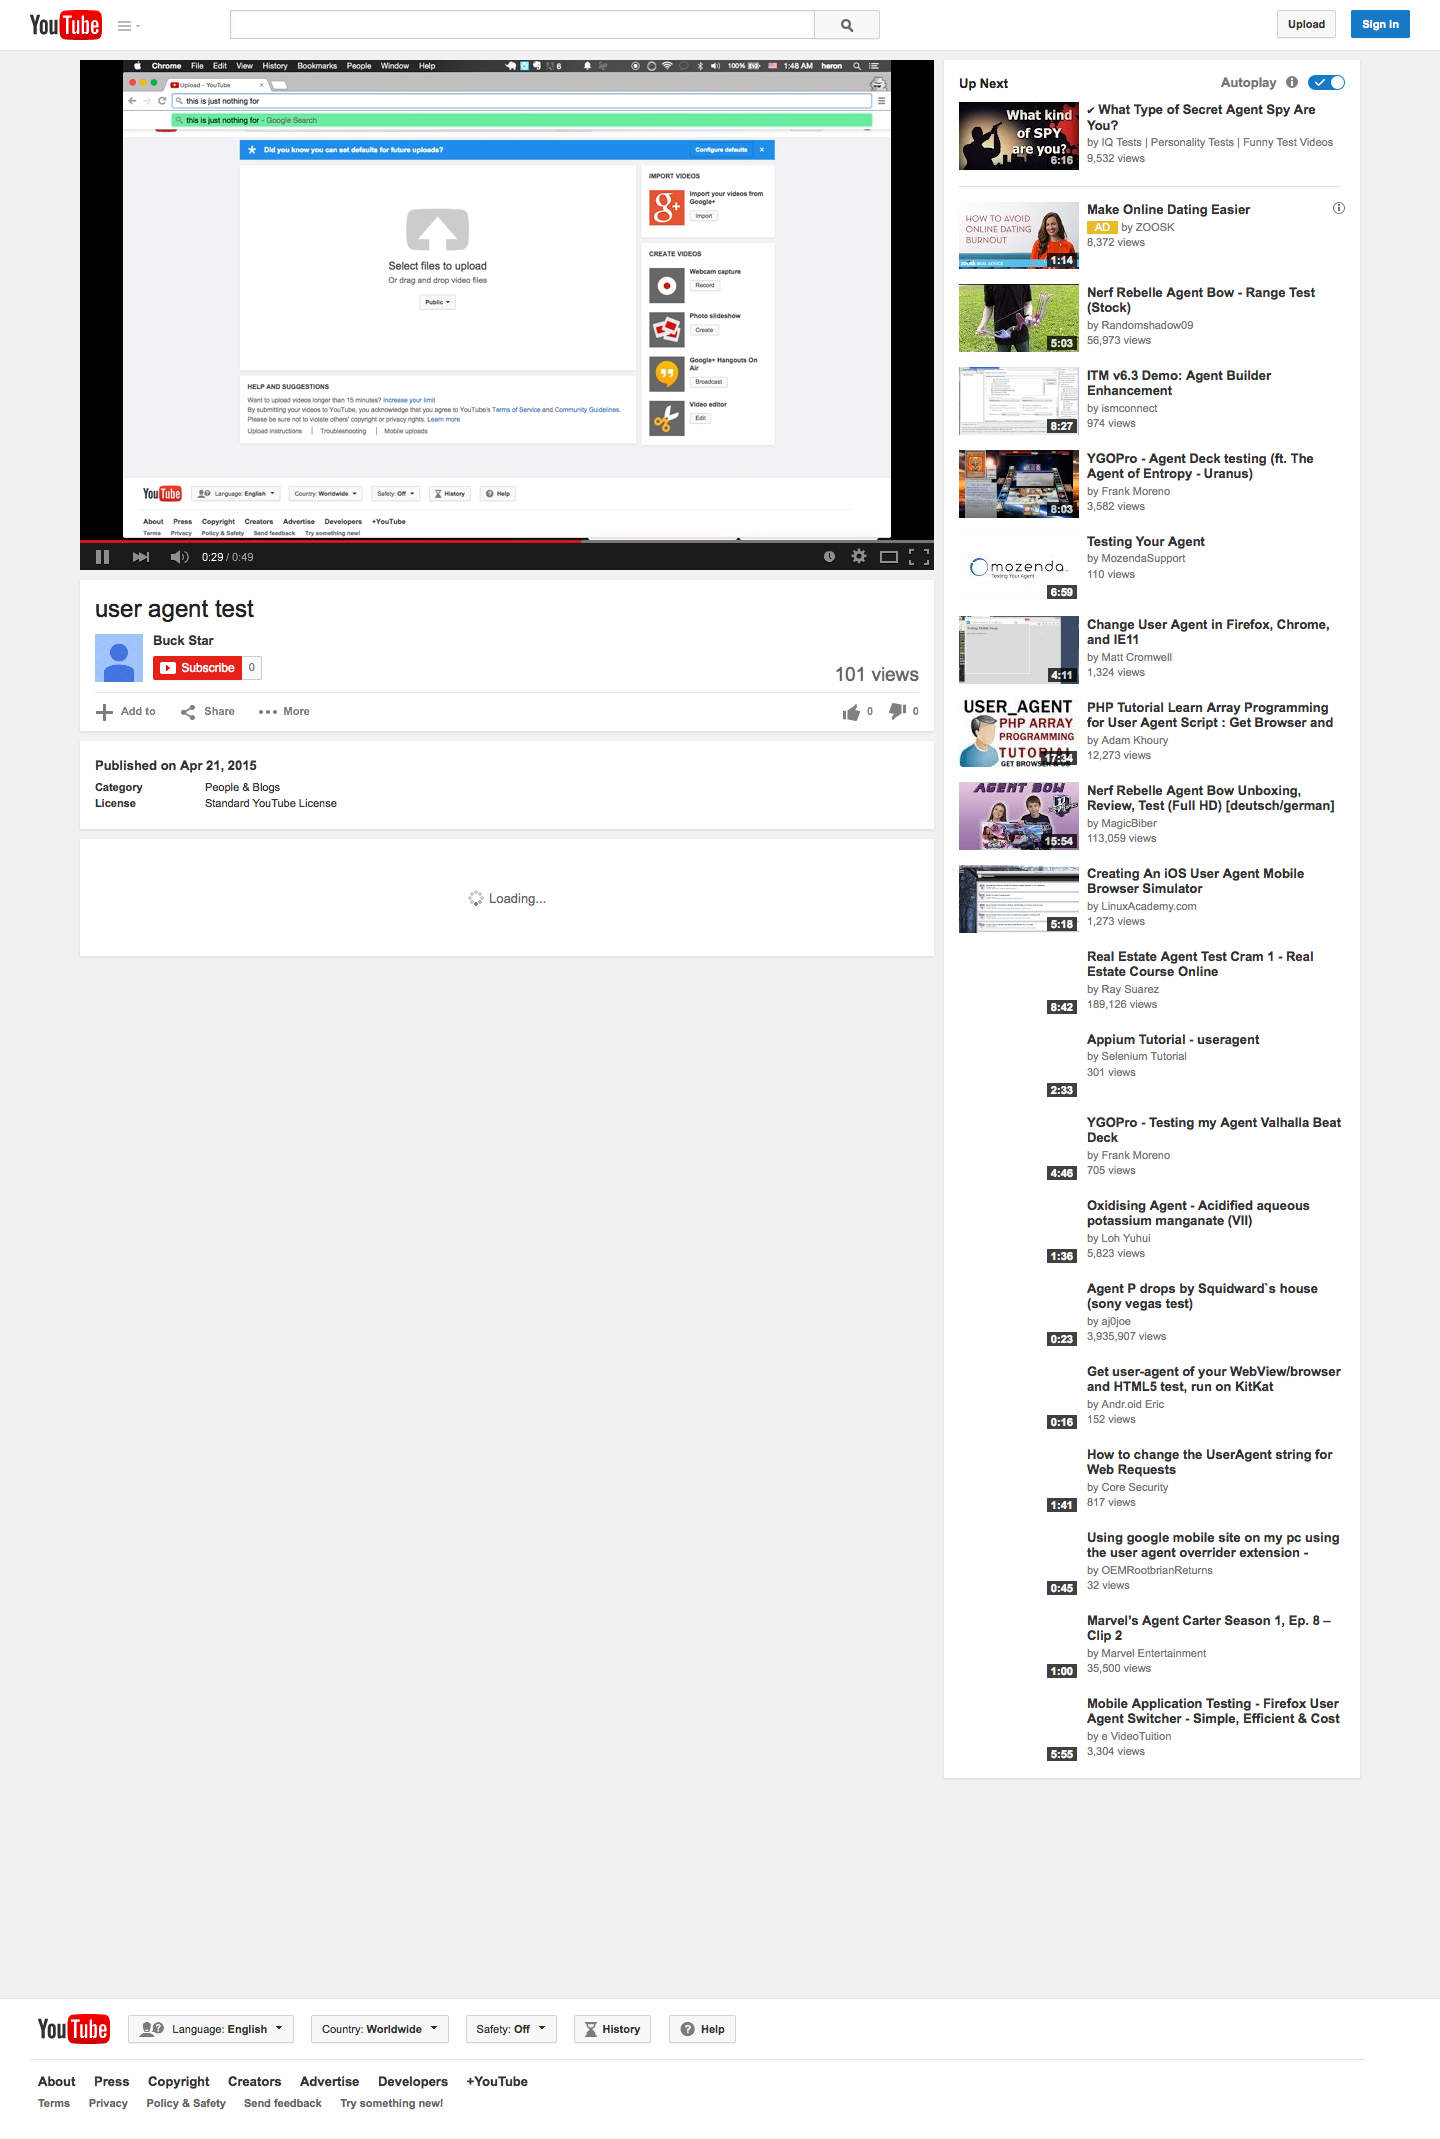 YouTube
Upload
Sign in
Chrome File Edit View History Bookmarks People Window Help
6
100%
1:48 AM heron
Upload - YouTube
this is just nothing for
this is just nothing for - Google Search
Did you know you can set defaults for future uploads?
Configure defaults
Select files to upload
Or drag and drop video files
Public
IMPORT VIDEOS
Import your videos from
Google+
Import
CREATE VIDEOS
Webcam capture
Record
Photo slideshow
Create
Google+ Hangouts On
Air
Broadcast
Video editor
Edit
HELP AND SUGGESTIONS
Want to upload videos longer than 15 minutes? Increase your limit
By submitting your videos to YouTube, you acknowledge that you agree to YouTube's Terms of Service and Community Guidelines.
Please be sure not to violate others' copyright or privacy rights. Learn more
Upload instructions | Troubleshooting | Mobile uploads
YouTube
Language: English
Country: Worldwide
Safety: Off
History
Help
About Press Copyright Creators Advertise Developers +YouTube
Terms Privacy Policy & Safety Send feedback Try something new!
0:29 / 0:49
user agent test
Buck Star
Subscribe 0
101 views
Add to
Share
More
0
0
Published on Apr 21, 2015
Category People & Blogs
License Standard YouTube License
Loading...
Up Next
Autoplay
What kind
of SPY
are you?
6:16
✔ What Type of Secret Agent Spy Are
You?
by IQ Tests | Personality Tests | Funny Test Videos
9,532 views
HOW TO AVOID
ONLINE DATING
BURNOUT
zoosk REAL ADVICE
1:14
Make Online Dating Easier
AD by ZOOSK
8,372 views
5:03
Nerf Rebelle Agent Bow - Range Test
(Stock)
by Randomshadow09
56,973 views
8:27
ITM v6.3 Demo: Agent Builder
Enhancement
by ismconnect
974 views
8:03
YGOPro - Agent Deck testing (ft. The
Agent of Entropy - Uranus)
by Frank Moreno
3,582 views
mozenda
Testing Your Agent
6:59
Testing Your Agent
by MozendaSupport
110 views
4:11
Change User Agent in Firefox, Chrome,
and IE11
by Matt Cromwell
1,324 views
USER_AGENT
PHP ARRAY
PROGRAMMING
TUTORIAL
GET BROWSER & OS
17:34
PHP Tutorial Learn Array Programming
for User Agent Script : Get Browser and
by Adam Khoury
12,273 views
AGENT BOW
15:54
Nerf Rebelle Agent Bow Unboxing,
Review, Test (Full HD) [deutsch/german]
by MagicBiber
113,059 views
5:18
Creating An iOS User Agent Mobile
Browser Simulator
by LinuxAcademy.com
1,273 views
8:42
Real Estate Agent Test Cram 1 - Real
Estate Course Online
by Ray Suarez
189,126 views
2:33
Appium Tutorial - useragent
by Selenium Tutorial
301 views
4:46
YGOPro - Testing my Agent Valhalla Beat
Deck
by Frank Moreno
705 views
1:36
Oxidising Agent - Acidified aqueous
potassium manganate (VII)
by Loh Yuhui
5,823 views
0:23
Agent P drops by Squidward`s house
(sony vegas test)
by aj0joe
3,935,907 views
0:16
Get user-agent of your WebView/browser
and HTML5 test, run on KitKat
by Andr.oid Eric
152 views
1:41
How to change the UserAgent string for
Web Requests
by Core Security
817 views
0:45
Using google mobile site on my pc using
the user agent overrider extension -
by OEMRootbrianReturns
32 views
1:00
Marvel's Agent Carter Season 1, Ep. 8 –
Clip 2
by Marvel Entertainment
35,500 views
5:55
Mobile Application Testing - Firefox User
Agent Switcher - Simple, Efficient & Cost
by e VideoTuition
3,304 views
YouTube
Language: English
Country: Worldwide
Safety: Off
History
Help
About Press Copyright Creators Advertise Developers +YouTube
Terms Privacy Policy & Safety Send feedback Try something new!